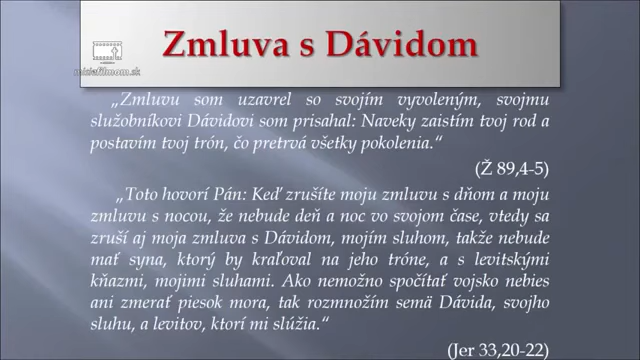 Zmluva s Dávidom
„Zmluvu som uzavrel so svojím vyvoleným, svojmu
služobníkovi Dávidovi som prisahal: Naveky zaistím tvoj rod a
postavím tvoj trón, čo pretrvá všetky pokolenia.“
(Ž 89,4-5)
„Toto hovorí Pán: Keď zrušíte moju zmluvu s dňom a moju
zmluvu s nocou, že nebude deň a noc vo svojom čase, vtedy sa
zruší aj moja zmluva s Dávidom, mojím sluhom, takže nebude
mať syna, ktorý by kraľoval na jeho tróne, a s levitskými
kňazmi, mojimi sluhami. Ako nemožno spočítať vojsko nebies
ani zmerať piesok mora, tak rozmnožím semä Dávida, svojho
sluhu, a levitov, ktorí mi slúžia.“
(Jer 33,20-22)